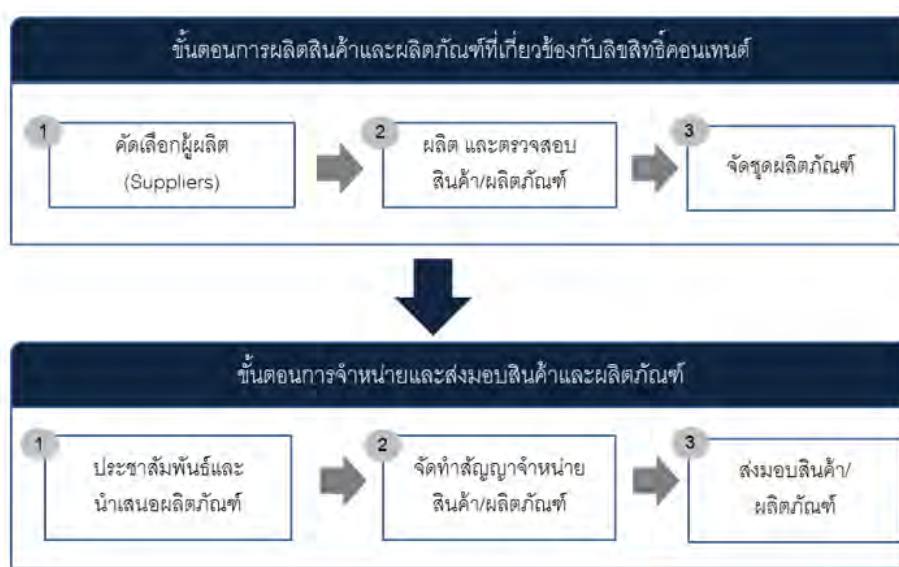 ขั้นตอนการผลิตสินค้าและผลิตภัณฑ์ที่เกี่ยวข้องกับลิขสิทธิ์คอนเทนต์
1
คัดเลือกผู้ผลิต
(Suppliers)
2
ผลิต และตรวจสอบ
สินค้า/ผลิตภัณฑ์
3
จัดชุดผลิตภัณฑ์
ขั้นตอนการจำหน่ายและส่งมอบสินค้าและผลิตภัณฑ์
1
ประชาสัมพันธ์และ
นำเสนอผลิตภัณฑ์
2
จัดทำสัญญาจำหน่าย
สินค้า/ผลิตภัณฑ์
3
ส่งมอบสินค้า/
ผลิตภัณฑ์